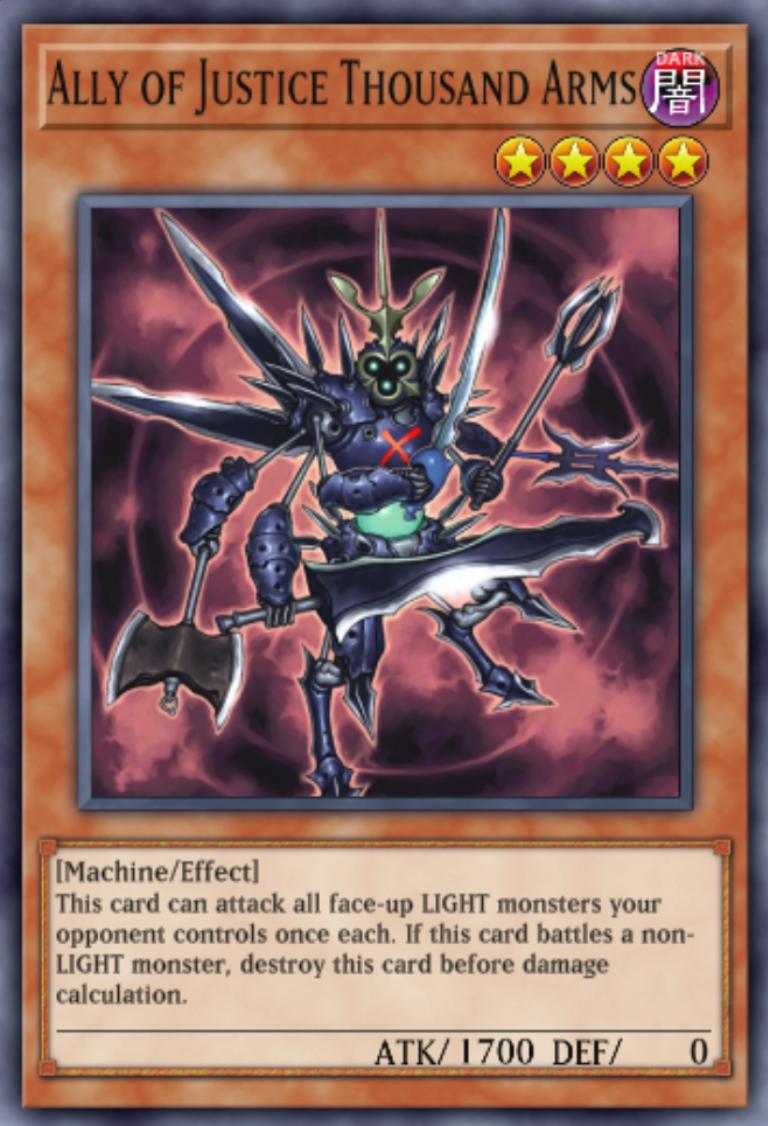 ALLY OF JUSTICE THOUSAND ARMS
DARK
闇
[Machine/Effect]
This card can attack all face-up LIGHT monsters your
opponent controls once each. If this card battles a non-
LIGHT monster, destroy this card before damage
calculation.
ATK/ 1700 DEF/ 0